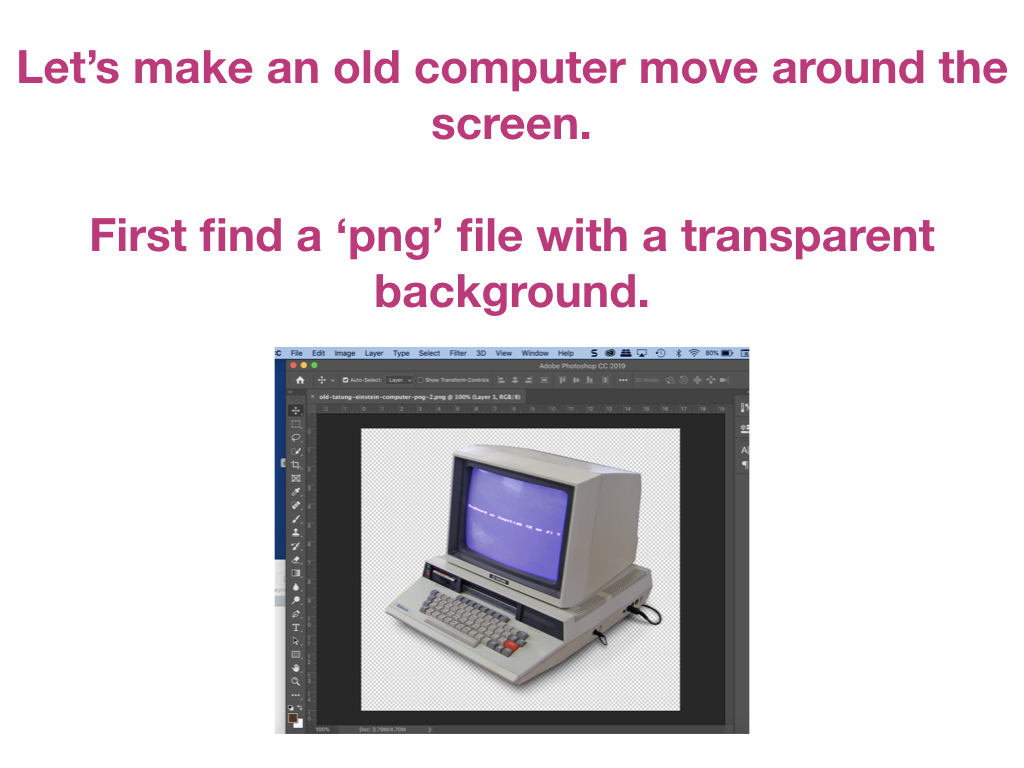 Let’s make an old computer move around the
screen.
First find a ‘png’ file with a transparent
background.
File Edit Image Layer Type Select Filter 3D View Window Help 80%
Adobe Photoshop CC 2019
Auto-Select: Layer Show Transform Controls
old-tatung-einstein-computer-png-2.png @ 100% (Layer 1, RGB/8)
100% Doc: 3.79M/4.70M